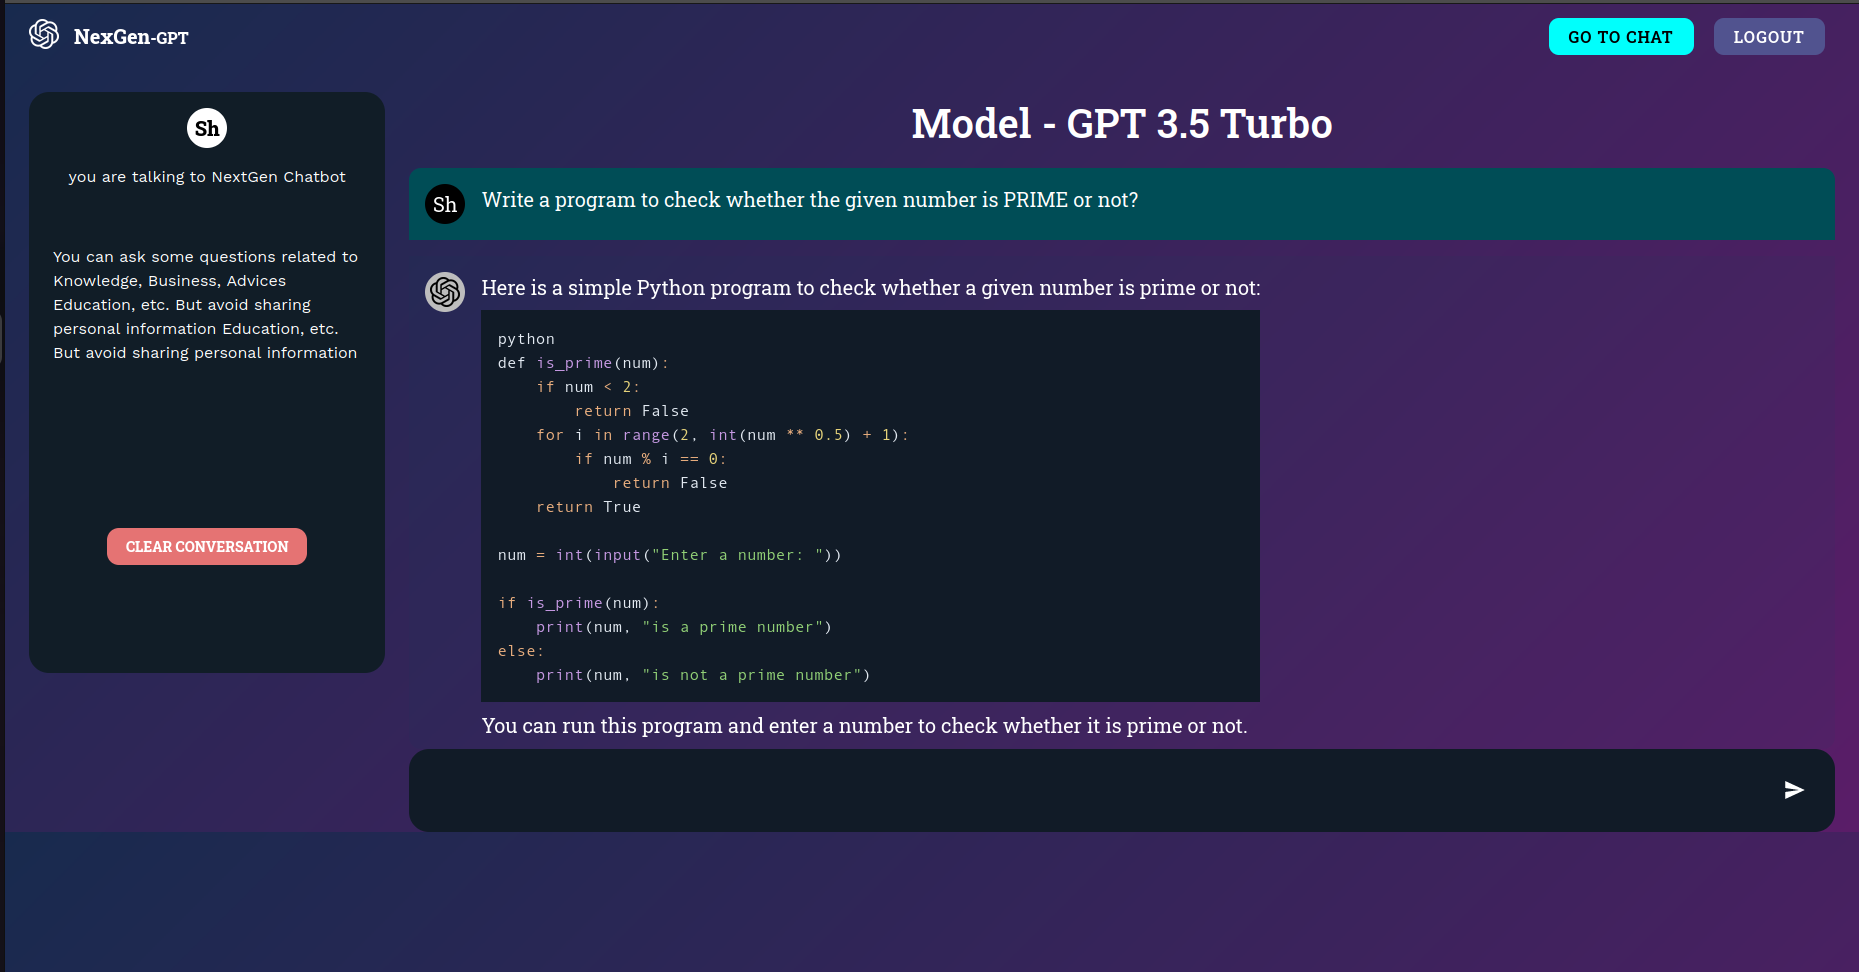 NexGen-GPT
GO TO CHAT
LOGOUT
Sh
you are talking to NextGen Chatbot
You can ask some questions related to
Knowledge, Business, Advices
Education, etc. But avoid sharing
personal information Education, etc.
But avoid sharing personal information
CLEAR CONVERSATION
Model - GPT 3.5 Turbo
Sh
Write a program to check whether the given number is PRIME or not?
Here is a simple Python program to check whether a given number is prime or not:
python
def is_prime(num):
    if num < 2:
        return False
    for i in range(2, int(num ** 0.5) + 1):
        if num % i == 0:
            return False
    return True
num = int(input("Enter a number: "))
if is_prime(num):
    print(num, "is a prime number")
else:
    print(num, "is not a prime number")
You can run this program and enter a number to check whether it is prime or not.